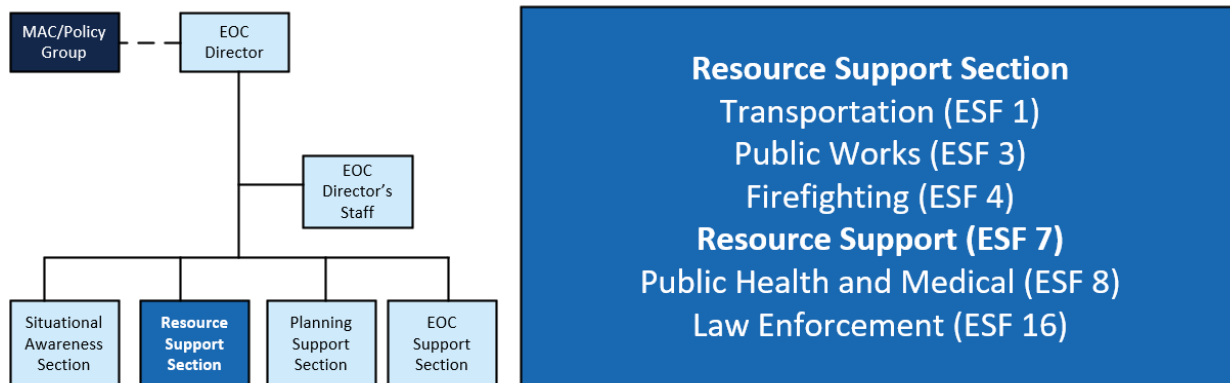 MAC/Policy
Group
EOC
Director
EOC
Director's
Staff
Situational
Awareness
Section
Resource
Support
Section
Planning
Support
Section
EOC
Support
Section
Resource Support Section
Transportation (ESF 1)
Public Works (ESF 3)
Firefighting (ESF 4)
Resource Support (ESF 7)
Public Health and Medical (ESF 8)
Law Enforcement (ESF 16)